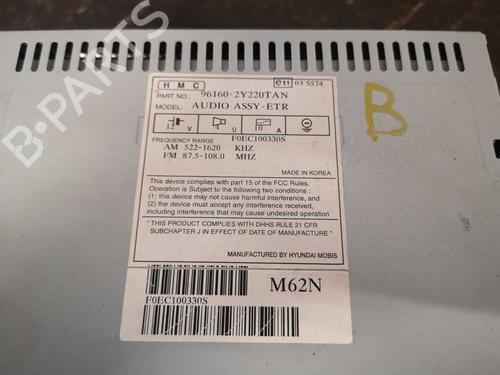 H M C
e11 03 5574
PART NO.: 96160-2Y220TAN
MODEL: AUDIO ASSY-ETR
12 V 4 Ω 10 A
FREQUENCY RANGE F0EC100330S
AM 522-1620 KHZ
FM 87.5-108.0 MHZ
MADE IN KOREA
This device complies with part 15 of the FCC Rules.
Operation is Subject to the following two conditions ;
(1) this device may not cause harmful interference, and
(2) the device must accept any interference received,
including interference that may cause undesired operation
" THIS PRODUCT COMPLIES WITH DHHS RULE 21 CFR
SUBCHAPTER J IN EFFECT OF DATE OF MANUFACTURE "
MANUFACTURED BY HYUNDAI MOBIS
M62N
F0EC100330S
B
B-PARTS